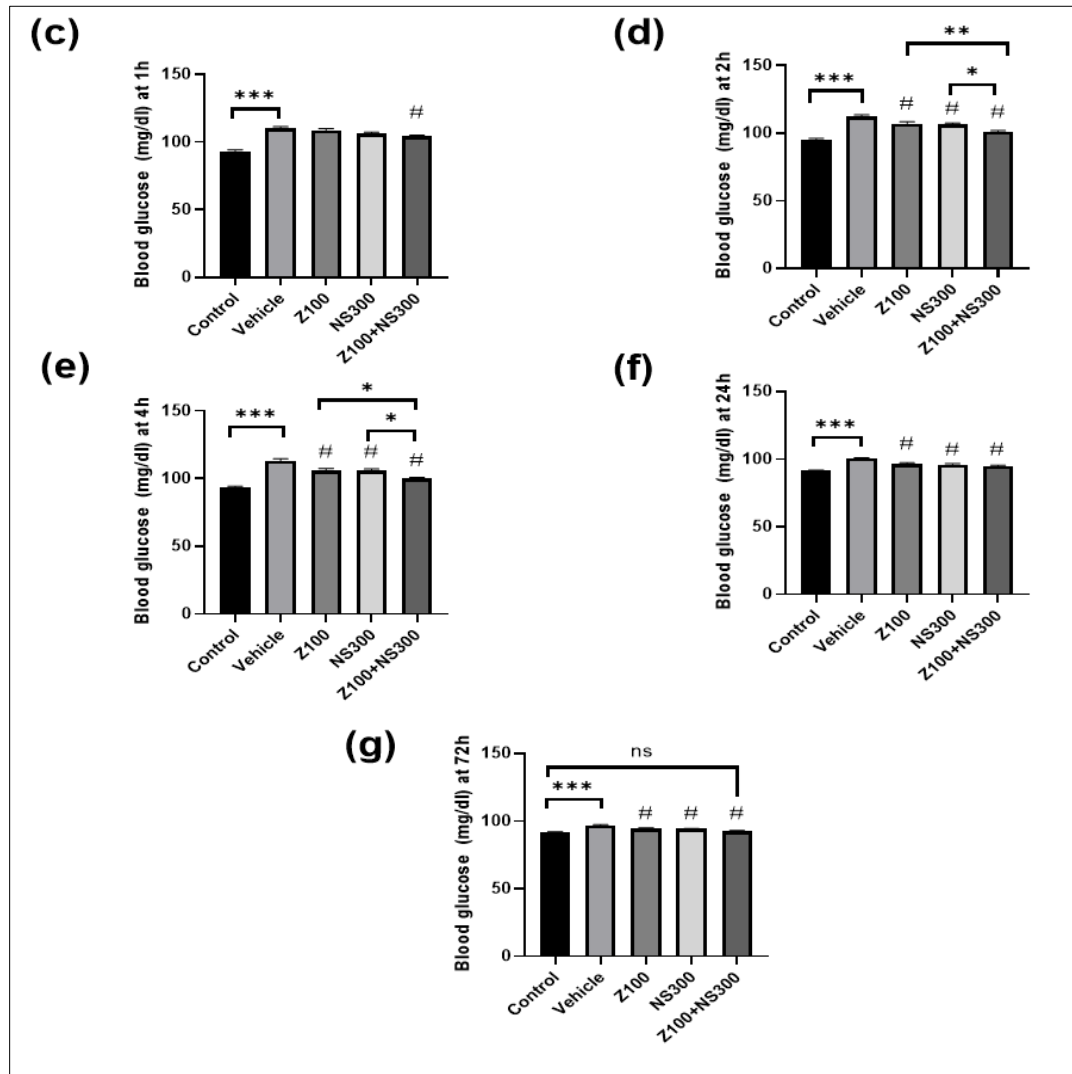 (c)
Blood glucose (mg/dl) at 1h
150
100
50
0
***
#
Control
Vehicle
Z100
NS300
Z100+NS300
(d)
Blood glucose (mg/dl) at 2h
150
100
50
0
**
***
*
#
#
#
Control
Vehicle
Z100
NS300
Z100+NS300
(e)
Blood glucose (mg/dl) at 4h
150
100
50
0
*
***
*
#
#
#
Control
Vehicle
Z100
NS300
Z100+NS300
(f)
Blood glucose (mg/dl) at 24h
150
100
50
0
***
#
#
#
Control
Vehicle
Z100
NS300
Z100+NS300
(g)
Blood glucose (mg/dl) at 72h
150
100
50
0
ns
***
#
#
#
Control
Vehicle
Z100
NS300
Z100+NS300